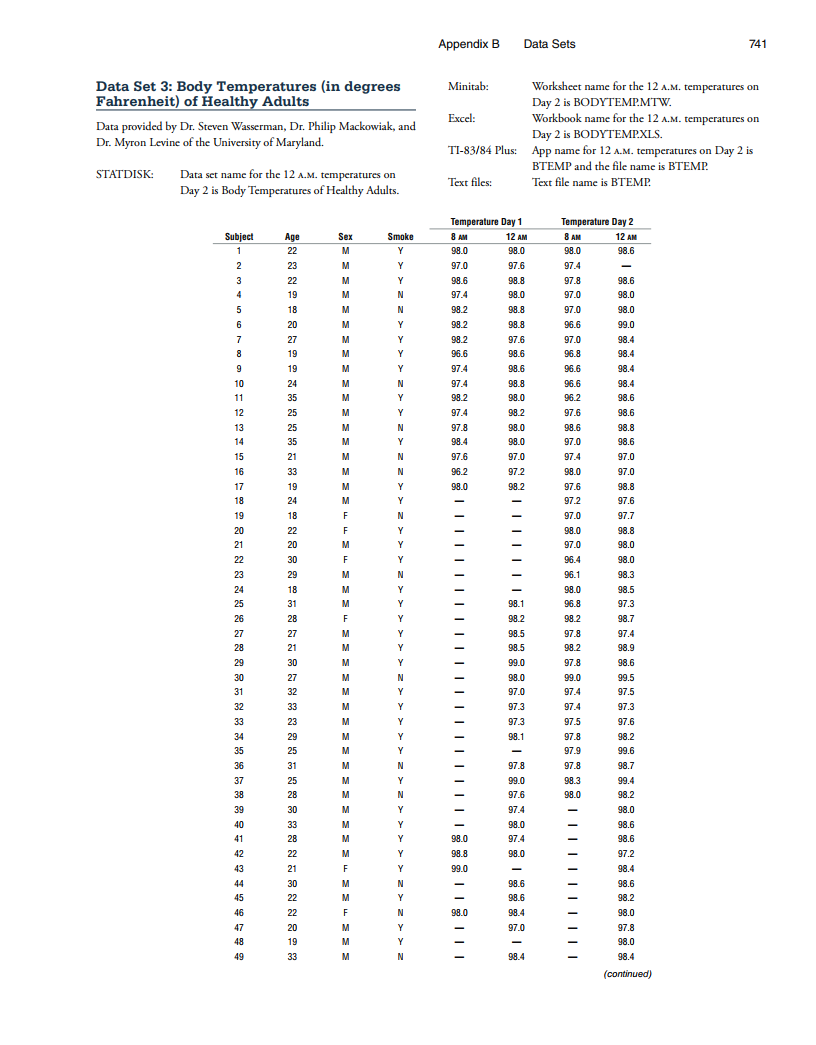 Appendix B Data Sets 741
Data Set 3: Body Temperatures (in degrees
Fahrenheit) of Healthy Adults
Data provided by Dr. Steven Wasserman, Dr. Philip Mackowiak, and
Dr. Myron Levine of the University of Maryland.
STATDISK: Data set name for the 12 A.M. temperatures on
Day 2 is Body Temperatures of Healthy Adults.
Minitab: Worksheet name for the 12 A.M. temperatures on
Day 2 is BODYTEMP.MTW.
Excel: Workbook name for the 12 A.M. temperatures on
Day 2 is BODYTEMP.XLS.
TI-83/84 Plus: App name for 12 A.M. temperatures on Day 2 is
BTEMP and the file name is BTEMP.
Text files: Text file name is BTEMP.
Temperature Day 1 Temperature Day 2
Subject Age Sex Smoke 8 AM 12 AM 8 AM 12 AM
1 22 M Y 98.0 98.0 98.0 98.6
2 23 M Y 97.0 97.6 97.4 —
3 22 M Y 98.6 98.8 97.8 98.6
4 19 M N 97.4 98.0 97.0 98.0
5 18 M N 98.2 98.8 97.0 98.0
6 20 M Y 98.2 98.8 96.6 99.0
7 27 M Y 98.2 97.6 97.0 98.4
8 19 M Y 96.6 98.6 96.8 98.4
9 19 M Y 97.4 98.6 96.6 98.4
10 24 M N 97.4 98.8 96.6 98.4
11 35 M Y 98.2 98.0 96.2 98.6
12 25 M Y 97.4 98.2 97.6 98.6
13 25 M N 97.8 98.0 98.6 98.8
14 35 M Y 98.4 98.0 97.0 98.6
15 21 M N 97.6 97.0 97.4 97.0
16 33 M N 96.2 97.2 98.0 97.0
17 19 M Y 98.0 98.2 97.6 98.8
18 24 M Y — — 97.2 97.6
19 18 F N — — 97.0 97.7
20 22 F Y — — 98.0 98.8
21 20 M Y — — 97.0 98.0
22 30 F Y — — 96.4 98.0
23 29 M N — — 96.1 98.3
24 18 M Y — — 98.0 98.5
25 31 M Y — 98.1 96.8 97.3
26 28 F Y — 98.2 98.2 98.7
27 27 M Y — 98.5 97.8 97.4
28 21 M Y — 98.5 98.2 98.9
29 30 M Y — 99.0 97.8 98.6
30 27 M N — 98.0 99.0 99.5
31 32 M Y — 97.0 97.4 97.5
32 33 M Y — 97.3 97.4 97.3
33 23 M Y — 97.3 97.5 97.6
34 29 M Y — 98.1 97.8 98.2
35 25 M Y — — 97.9 99.6
36 31 M N — 97.8 97.8 98.7
37 25 M Y — 99.0 98.3 99.4
38 28 M N — 97.6 98.0 98.2
39 30 M Y — 97.4 — 98.0
40 33 M Y — 98.0 — 98.6
41 28 M Y 98.0 97.4 — 98.6
42 22 M Y 98.8 98.0 — 97.2
43 21 F Y 99.0 — — 98.4
44 30 M N — 98.6 — 98.6
45 22 M Y — 98.6 — 98.2
46 22 F N 98.0 98.4 — 98.0
47 20 M Y — 97.0 — 97.8
48 19 M Y — — — 98.0
49 33 M N — 98.4 — 98.4
(continued)